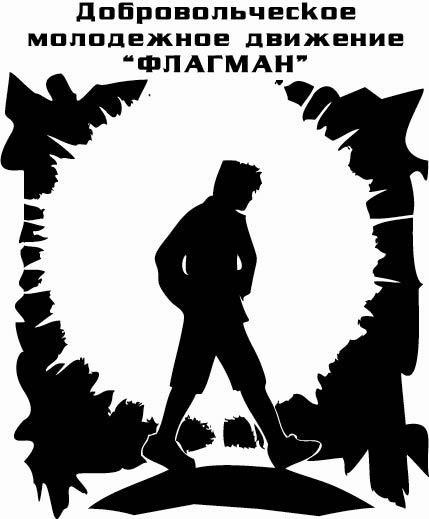 Добровольческое
молодежное движение
“ФЛАГМАН”